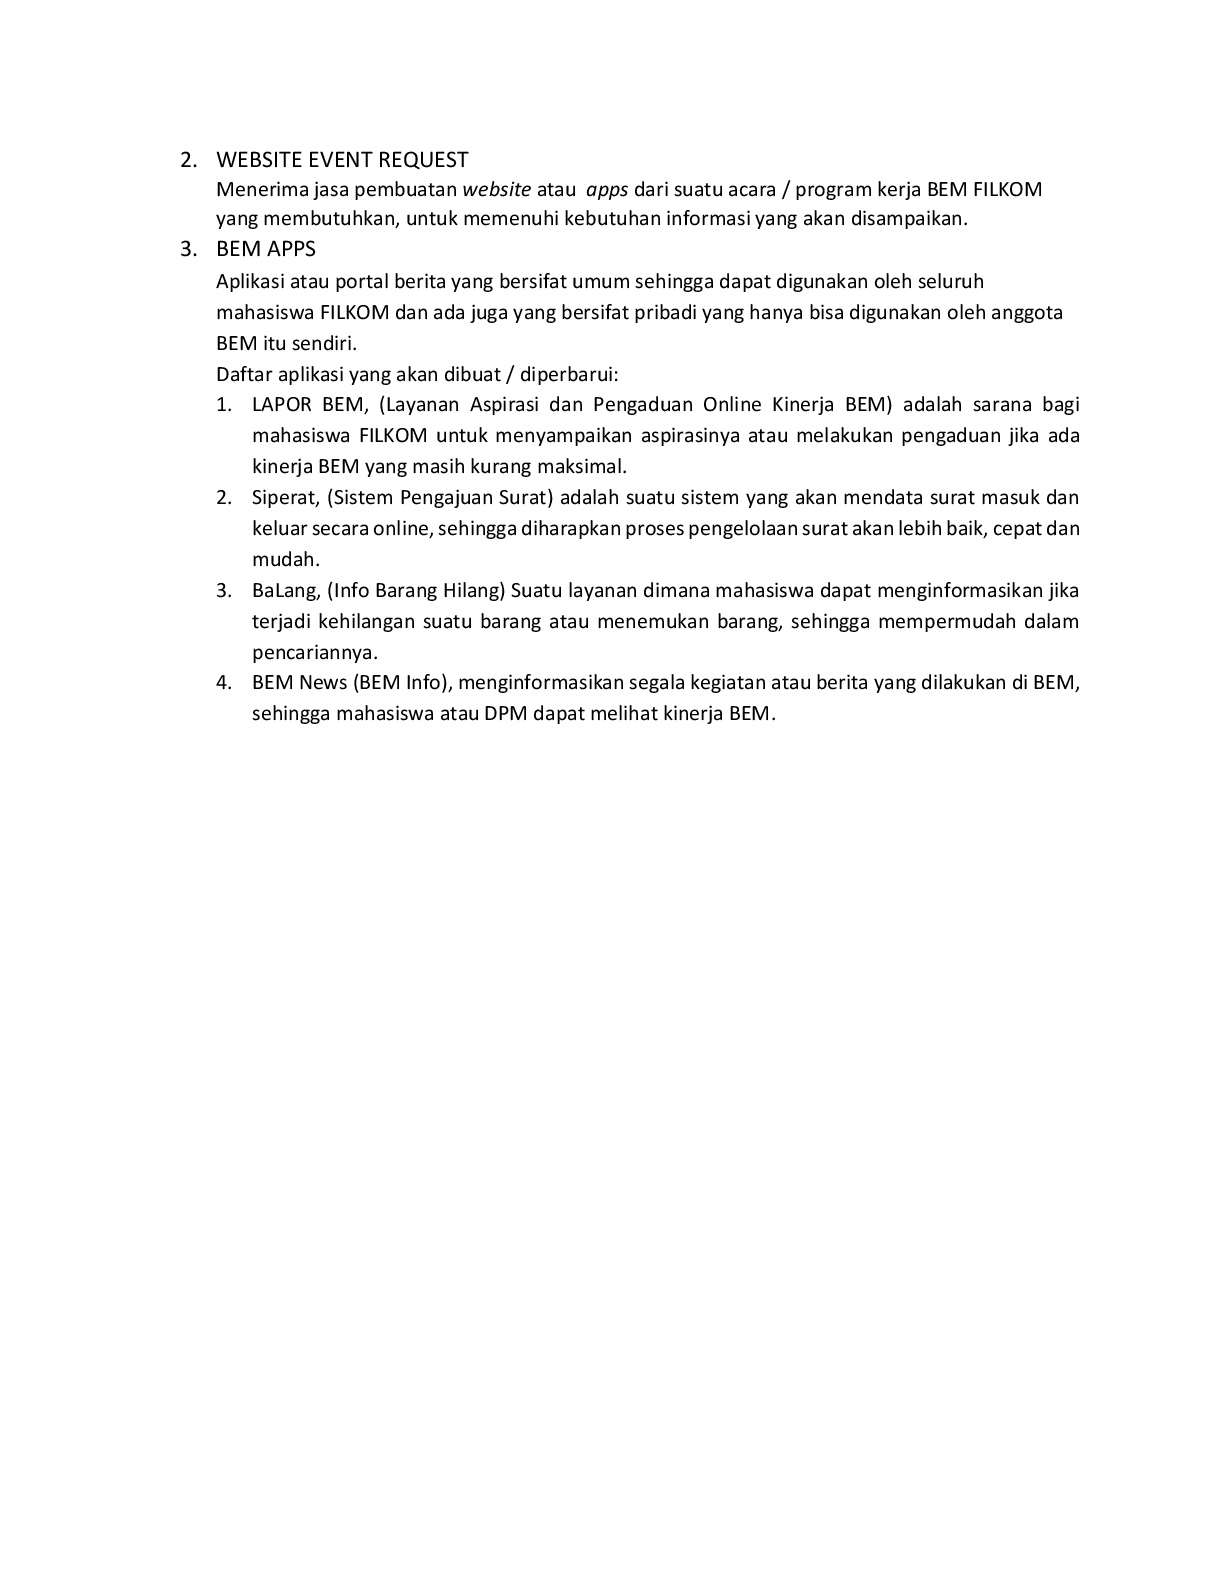 2. WEBSITE EVENT REQUEST
Menerima jasa pembuatan website atau apps dari suatu acara / program kerja BEM FILKOM
yang membutuhkan, untuk memenuhi kebutuhan informasi yang akan disampaikan.
3. BEM APPS
Aplikasi atau portal berita yang bersifat umum sehingga dapat digunakan oleh seluruh
mahasiswa FILKOM dan ada juga yang bersifat pribadi yang hanya bisa digunakan oleh anggota
BEM itu sendiri.
Daftar aplikasi yang akan dibuat / diperbarui:
1. LAPOR BEM, (Layanan Aspirasi dan Pengaduan Online Kinerja BEM) adalah sarana bagi
mahasiswa FILKOM untuk menyampaikan aspirasinya atau melakukan pengaduan jika ada
kinerja BEM yang masih kurang maksimal.
2. Siperat, (Sistem Pengajuan Surat) adalah suatu sistem yang akan mendata surat masuk dan
keluar secara online, sehingga diharapkan proses pengelolaan surat akan lebih baik, cepat dan
mudah.
3. BaLang, (Info Barang Hilang) Suatu layanan dimana mahasiswa dapat menginformasikan jika
terjadi kehilangan suatu barang atau menemukan barang, sehingga mempermudah dalam
pencariannya.
4. BEM News (BEM Info), menginformasikan segala kegiatan atau berita yang dilakukan di BEM,
sehingga mahasiswa atau DPM dapat melihat kinerja BEM.